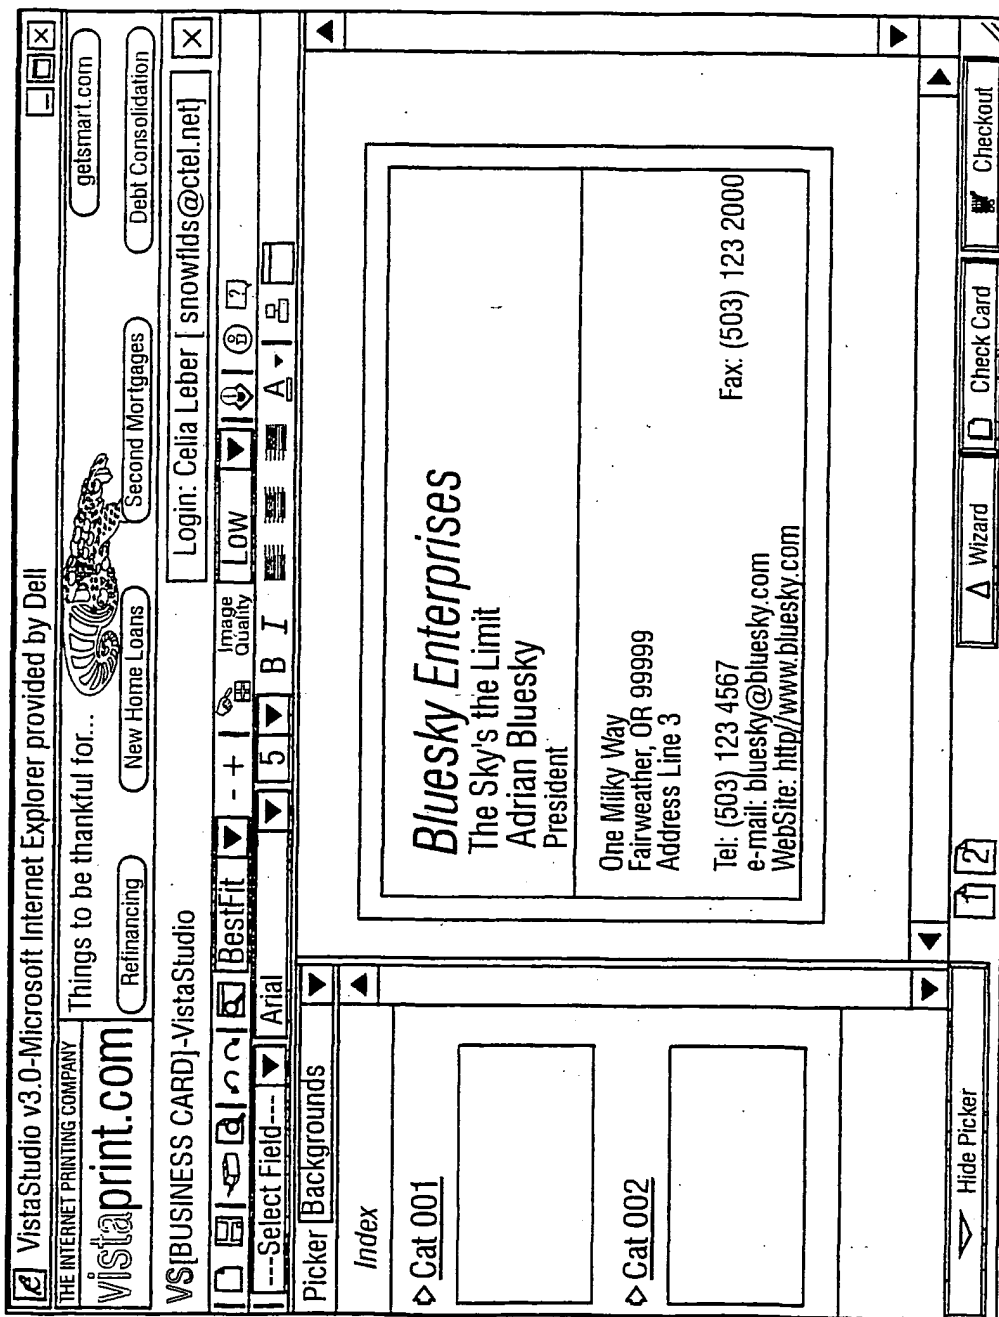 VistaStudio v3.0-Microsoft Internet Explorer provided by Dell
THE INTERNET PRINTING COMPANY
vistaprint.com
Things to be thankful for...
getsmart.com
Refinancing
New Home Loans
Second Mortgages
Debt Consolidation
VS[BUSINESS CARD]-VistaStudio
Login: Celia Leber [ snowflds@ctel.net]
BestFit
- +
Image
Quality
Low
?
---Select Field---
Arial
5
B I
A
Picker
Backgrounds
Index
Cat 001
Cat 002
Bluesky Enterprises
The Sky's the Limit
Adrian Bluesky
President
One Milky Way
Fairweather, OR 99999
Address Line 3
Tel: (503) 123 4567
Fax: (503) 123 2000
e-mail: bluesky@bluesky.com
WebSite: http//www.bluesky.com
Hide Picker
1 2
Wizard
Check Card
Checkout